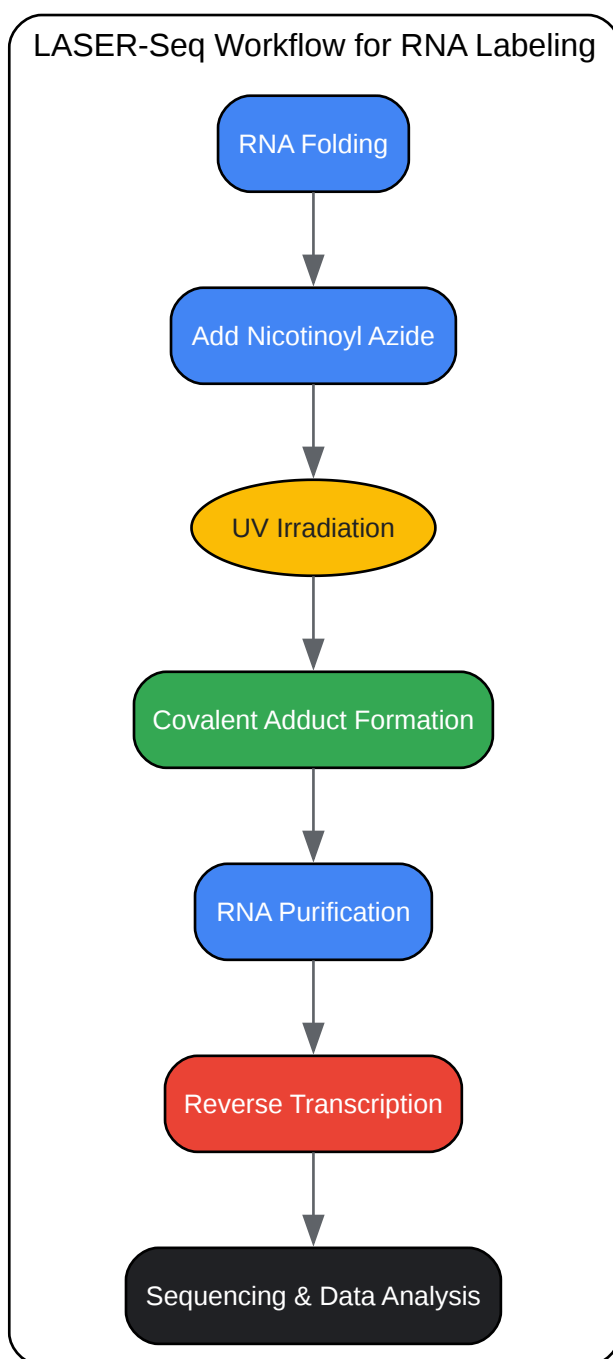 LASER-Seq Workflow for RNA Labeling
RNA Folding
Add Nicotinoyl Azide
UV Irradiation
Covalent Adduct Formation
RNA Purification
Reverse Transcription
Sequencing & Data Analysis